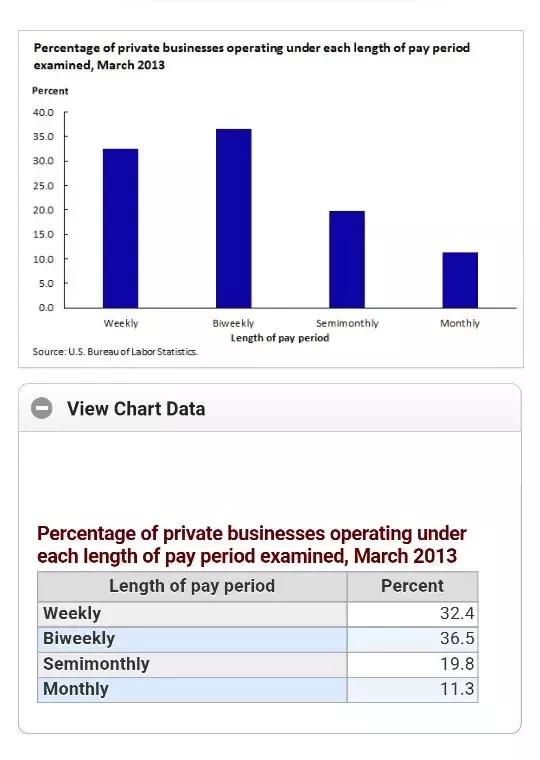 Percentage of private businesses operating under each length of pay period
examined, March 2013
Percent
40.0
35.0
30.0
25.0
20.0
15.0
10.0
5.0
0.0
Weekly Biweekly Semimonthly Monthly
Length of pay period
Source: U.S. Bureau of Labor Statistics.
View Chart Data
Percentage of private businesses operating under
each length of pay period examined, March 2013
Length of pay period Percent
Weekly 32.4
Biweekly 36.5
Semimonthly 19.8
Monthly 11.3